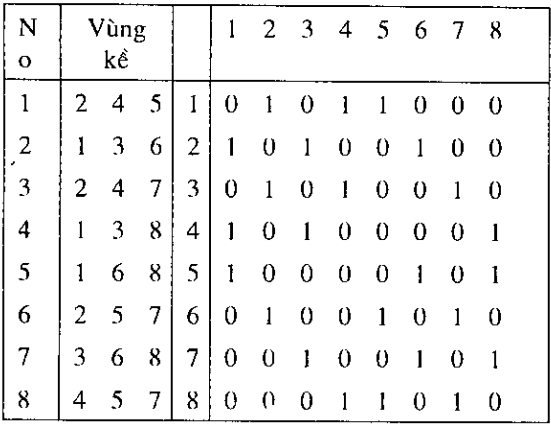 N Vùng 1 2 3 4 5 6 7 8
o kề
1 2 4 5 1 0 1 0 1 1 0 0 0
2 1 3 6 2 1 0 1 0 0 1 0 0
3 2 4 7 3 0 1 0 1 0 0 1 0
4 1 3 8 4 1 0 1 0 0 0 0 1
5 1 6 8 5 1 0 0 0 0 1 0 1
6 2 5 7 6 0 1 0 0 1 0 1 0
7 3 6 8 7 0 0 1 0 0 1 0 1
8 4 5 7 8 0 0 0 1 1 0 1 0